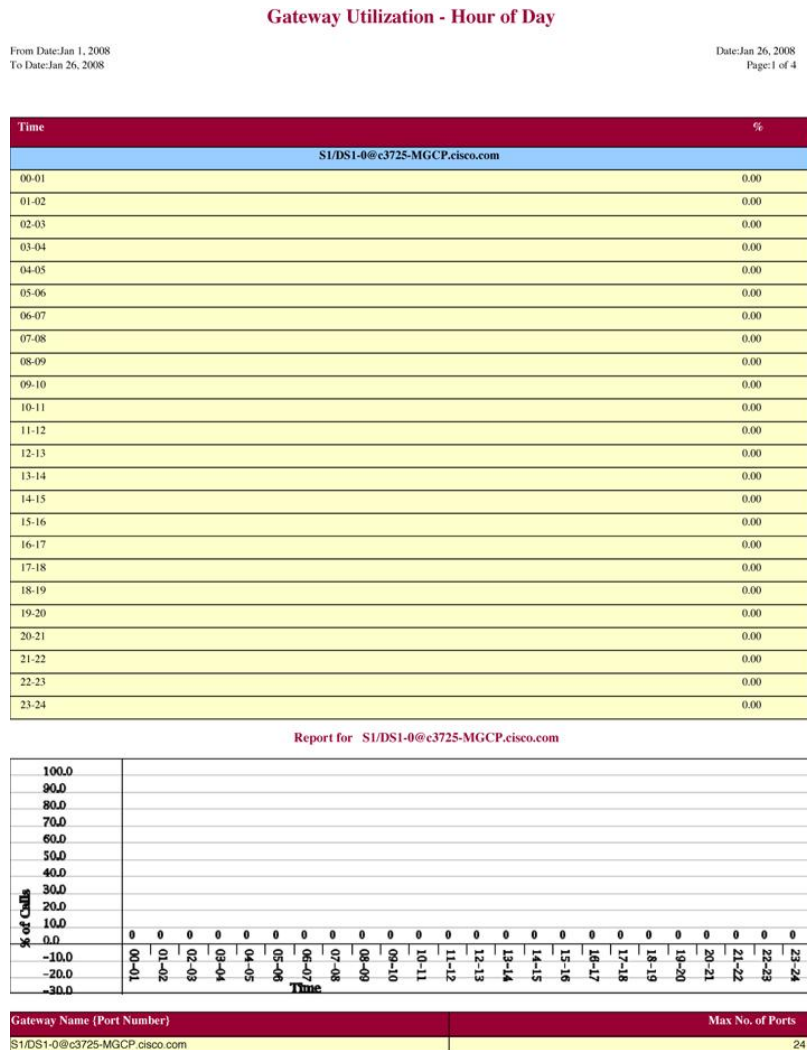 Gateway Utilization - Hour of Day
From Date:Jan 1, 2008
Date:Jan 26, 2008
To Date:Jan 26, 2008
Page:1 of 4
Time %
S1/DS1-0@c3725-MGCP.cisco.com
00-01 0.00
01-02 0.00
02-03 0.00
03-04 0.00
04-05 0.00
05-06 0.00
06-07 0.00
07-08 0.00
08-09 0.00
09-10 0.00
10-11 0.00
11-12 0.00
12-13 0.00
13-14 0.00
14-15 0.00
15-16 0.00
16-17 0.00
17-18 0.00
18-19 0.00
19-20 0.00
20-21 0.00
21-22 0.00
22-23 0.00
23-24 0.00
Report for S1/DS1-0@c3725-MGCP.cisco.com
100.0
90.0
80.0
70.0
60.0
50.0
40.0
30.0
20.0
10.0
0.0
-10.0
-20.0
-30.0
% of Calls
0 0 0 0 0 0 0 0 0 0 0 0 0 0 0 0 0 0 0 0 0 0 0 0
00-01 01-02 02-03 03-04 04-05 05-06 06-07 07-08 08-09 09-10 10-11 11-12 12-13 13-14 14-15 15-16 16-17 17-18 18-19 19-20 20-21 21-22 22-23 23-24
Time
Gateway Name {Port Number} Max No. of Ports
S1/DS1-0@c3725-MGCP.cisco.com 24